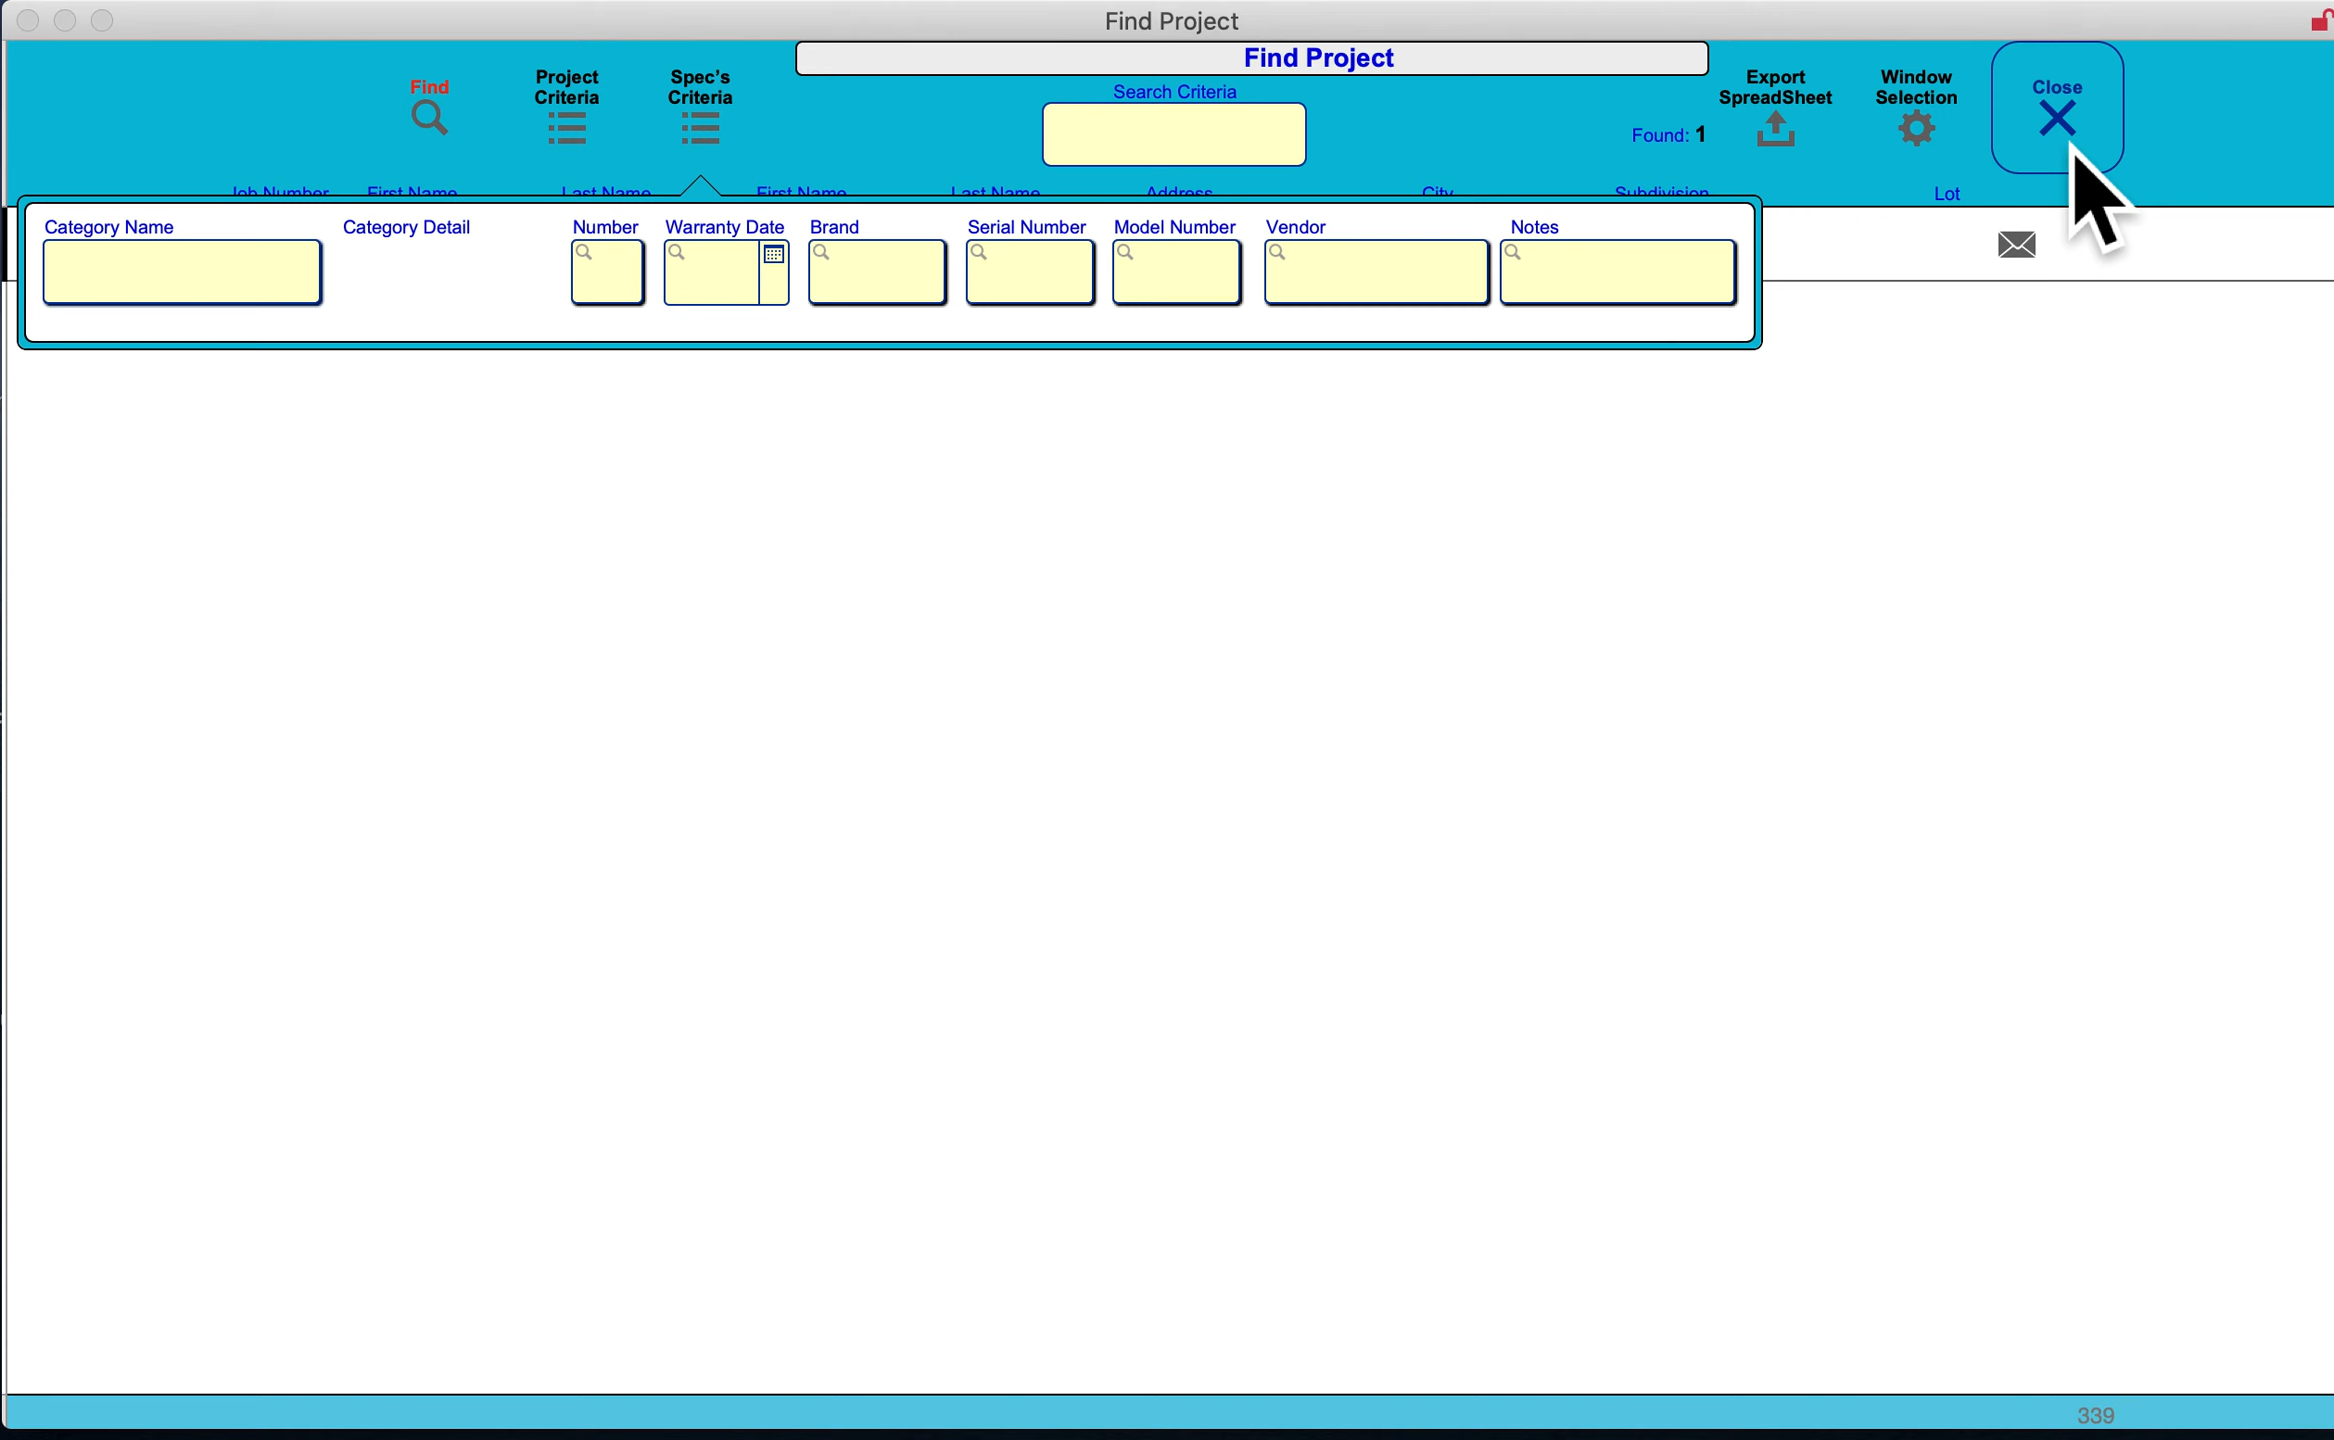 Find Project
Find Project
Find
Project
Criteria
Spec's
Criteria
Search Criteria
Found: 1
Export
SpreadSheet
Window
Selection
Close
Job Number First Name Last Name First Name Last Name Address City Subdivision Lot
Category Name Category Detail Number Warranty Date Brand Serial Number Model Number Vendor Notes
339